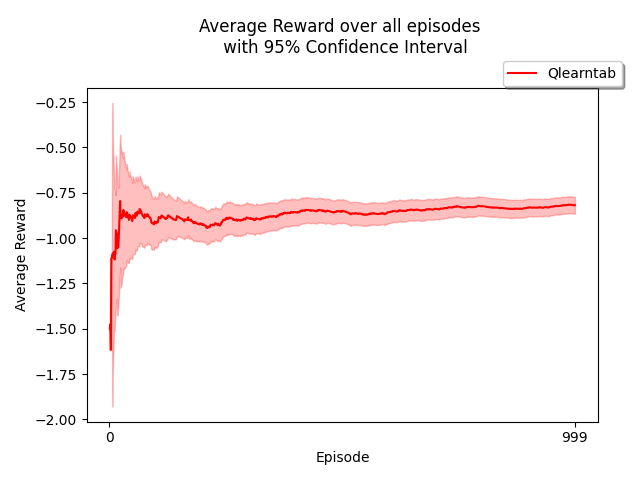 Average Reward over all episodes
with 95% Confidence Interval
Qlearntab
−0.25
−0.50
−0.75
−1.00
−1.25
−1.50
−1.75
−2.00
Average Reward
0
999
Episode